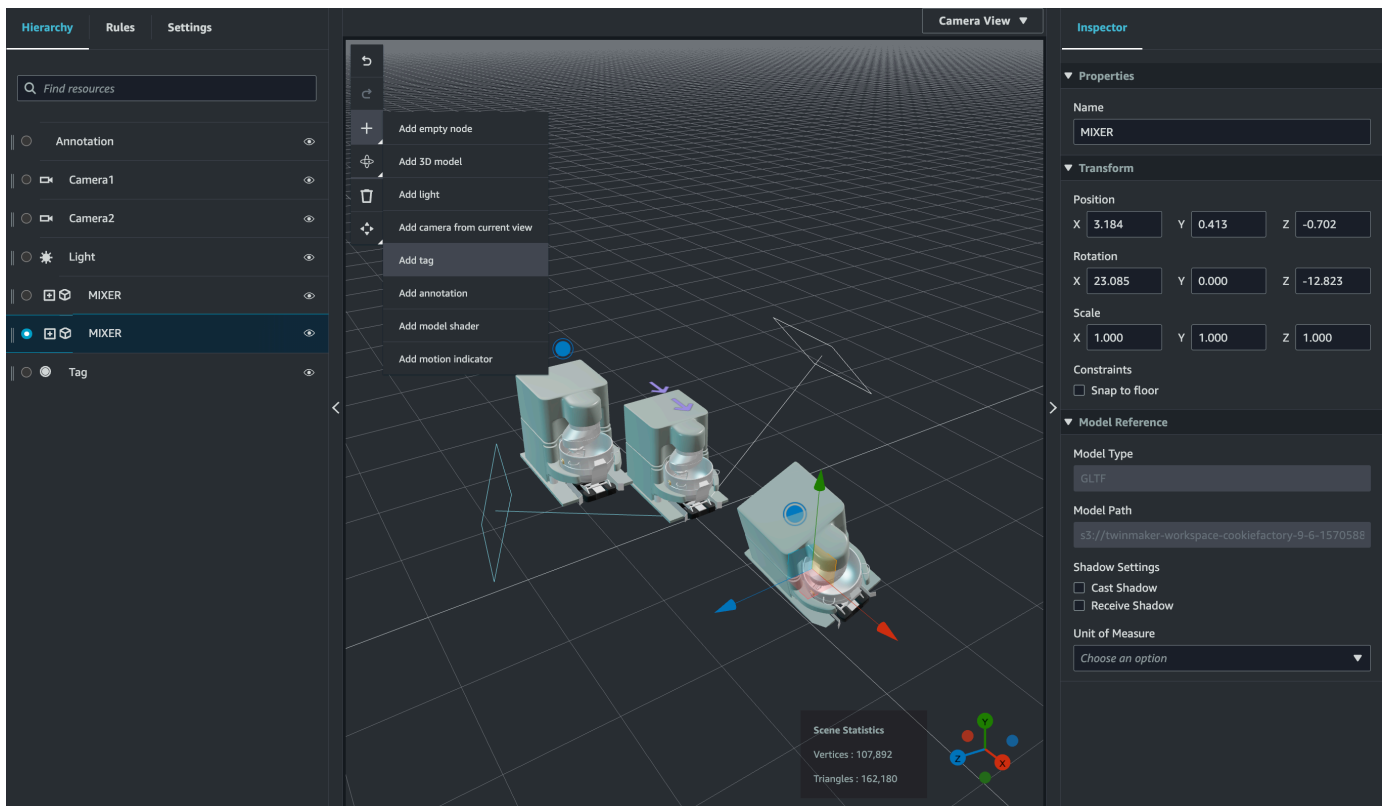 Hierarchy Rules Settings
Find resources
Annotation
Camera1
Camera2
Light
MIXER
MIXER
Tag
Camera View
Add empty node
Add 3D model
Add light
Add camera from current view
Add tag
Add annotation
Add model shader
Add motion indicator
Scene Statistics
Vertices : 107,892
Triangles : 162,180
Y
Z
X
Inspector
Properties
Name
MIXER
Transform
Position
X 3.184 Y 0.413 Z -0.702
Rotation
X 23.085 Y 0.000 Z -12.823
Scale
X 1.000 Y 1.000 Z 1.000
Constraints
Snap to floor
Model Reference
Model Type
GLTF
Model Path
s3://twinmaker-workspace-cookiefactory-9-6-1570588
Shadow Settings
Cast Shadow
Receive Shadow
Unit of Measure
Choose an option